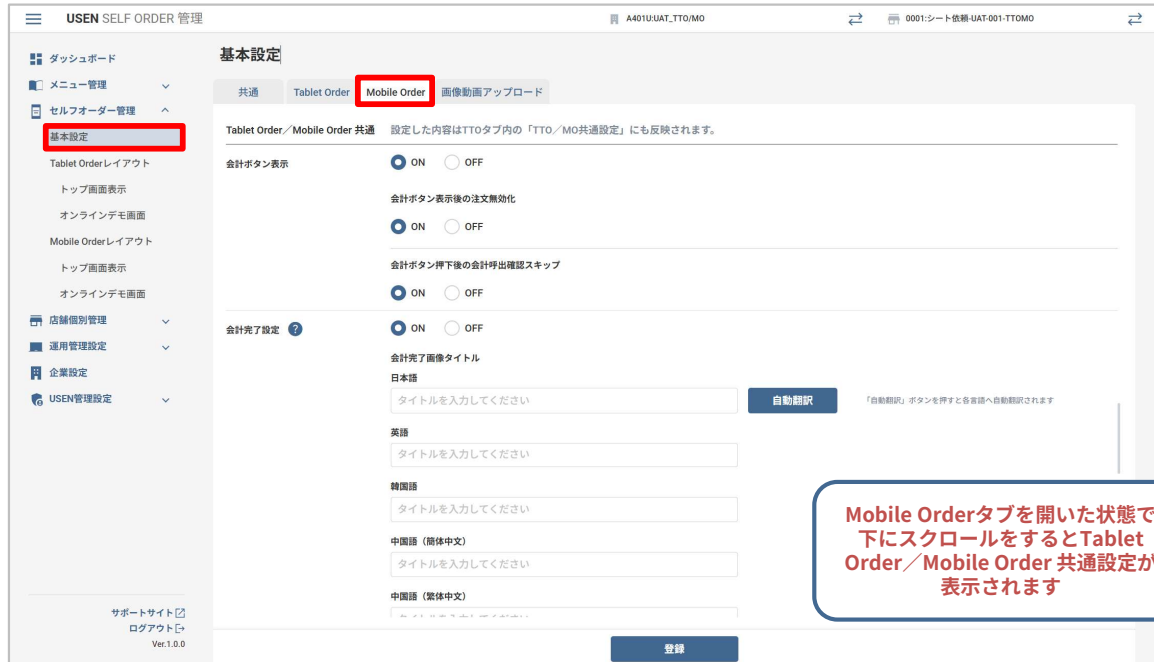 USEN SELF ORDER 管理
A401U:UAT_TTO/MO
0001:シート依頼-UAT-001-TTOMO
ダッシュボード
メニュー管理
セルフオーダー管理
基本設定
Tablet Orderレイアウト
トップ画面表示
オンラインデモ画面
Mobile Orderレイアウト
トップ画面表示
オンラインデモ画面
店舗個別管理
運用管理設定
企業設定
USEN管理設定
サポートサイト
ログアウト
Ver.1.0.0
基本設定
共通 Tablet Order Mobile Order 画像動画アップロード
Tablet Order／Mobile Order 共通 設定した内容はTTOタブ内の「TTO／MO共通設定」にも反映されます。
会計ボタン表示 ON OFF
会計ボタン表示後の注文無効化
ON OFF
会計ボタン押下後の会計呼出確認スキップ
ON OFF
会計完了設定 ? ON OFF
会計完了画像タイトル
日本語
タイトルを入力してください 自動翻訳 「自動翻訳」ボタンを押すと各言語へ自動翻訳されます
英語
タイトルを入力してください
韓国語
タイトルを入力してください
中国語（簡体中文）
タイトルを入力してください
中国語（繁体中文）
Mobile Orderタブを開いた状態で
下にスクロールをするとTablet
Order／Mobile Order 共通設定が
表示されます
登録